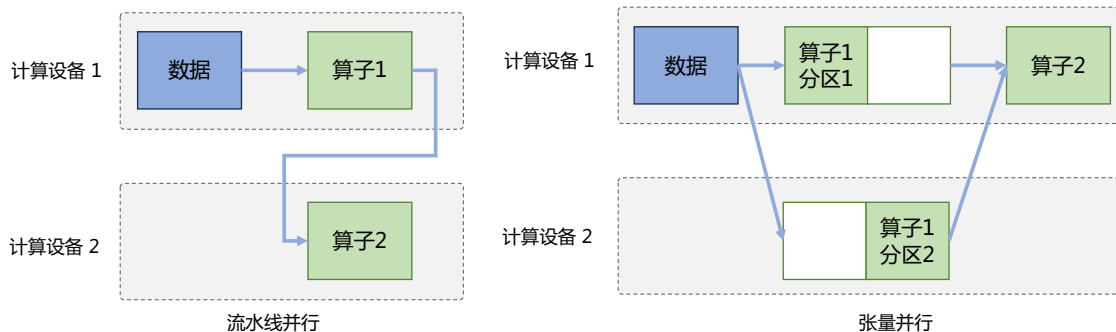 计算设备 1
数据
算子1
计算设备 2
算子2
流水线并行
计算设备 1
数据
算子1
分区1
算子2
计算设备 2
算子1
分区2
张量并行